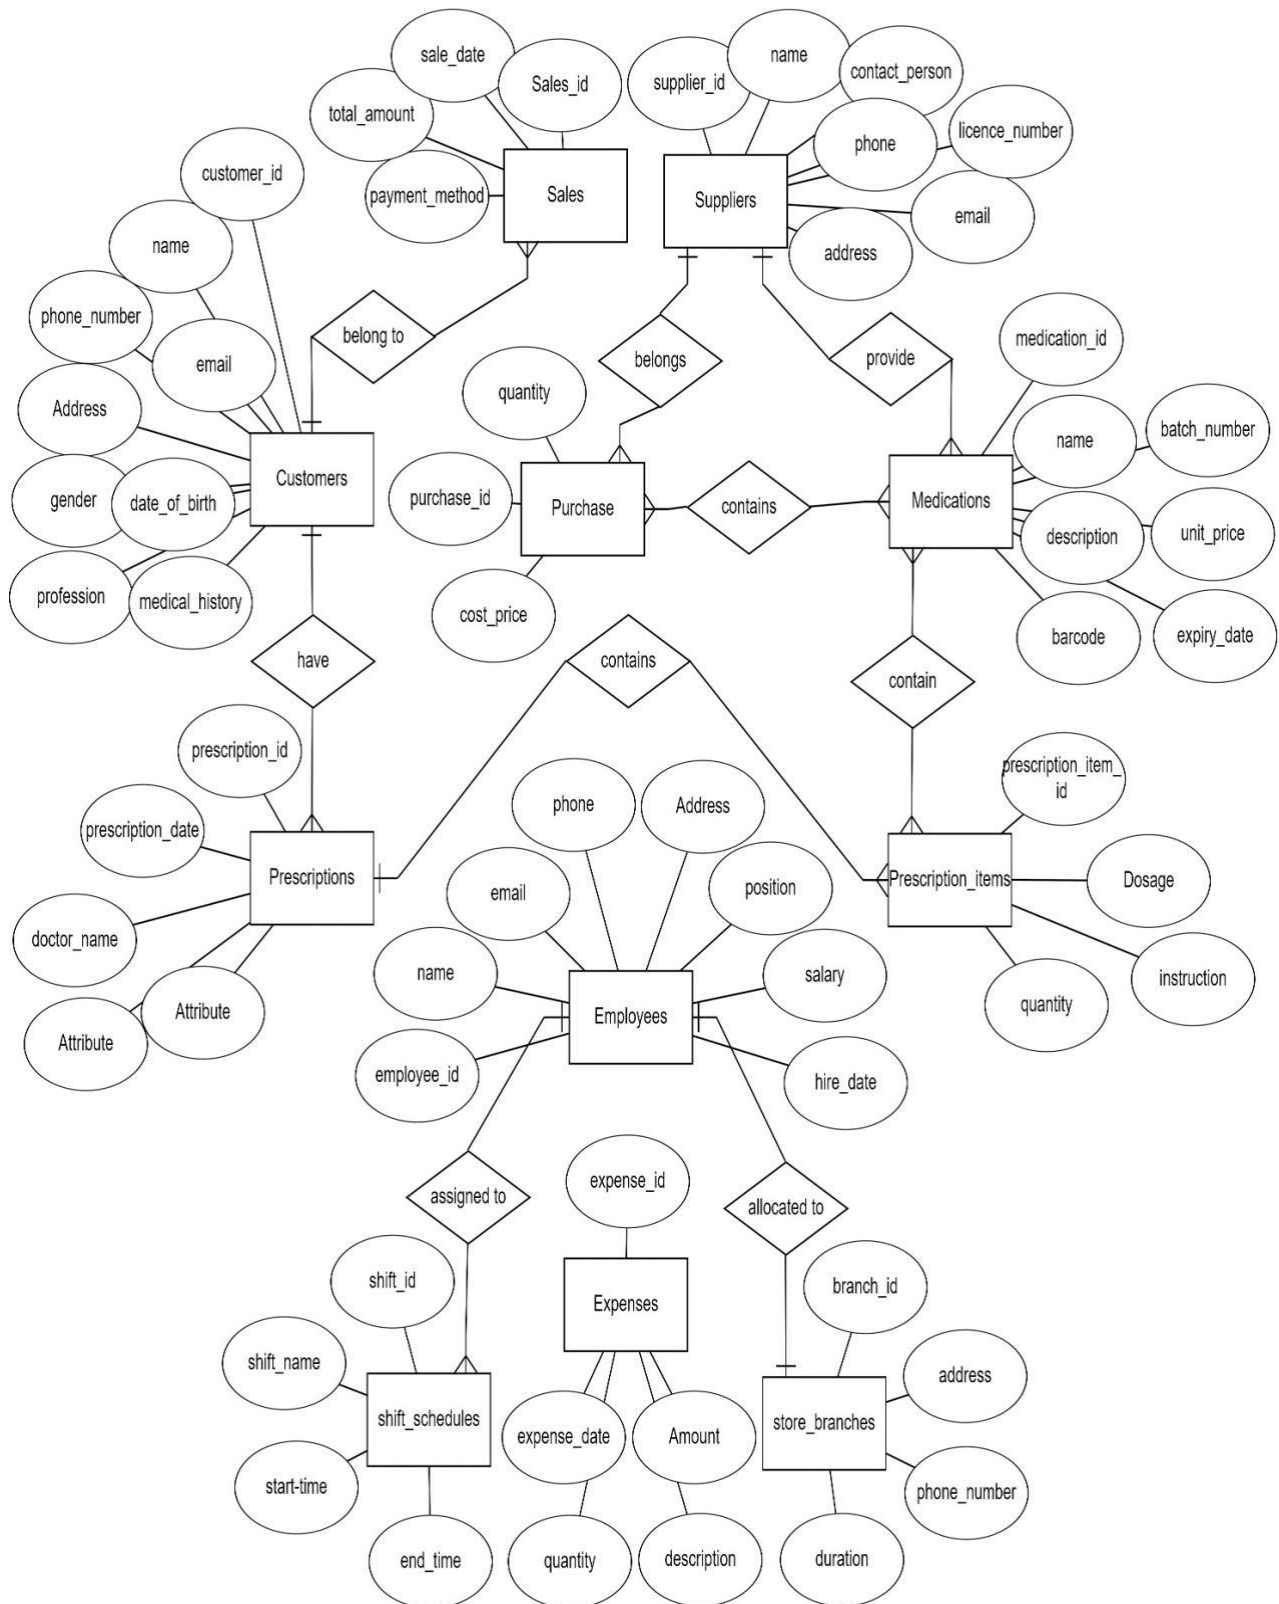 sale_date
Sales_id
total_amount
payment_method
Sales
supplier_id
name
contact_person
phone
licence_number
email
address
Suppliers
customer_id
name
phone_number
email
Address
gender
date_of_birth
profession
medical_history
Customers
belong to
belongs
provide
quantity
purchase_id
cost_price
Purchase
contains
medication_id
name
batch_number
description
unit_price
barcode
expiry_date
Medications
have
contains
contain
prescription_id
prescription_date
doctor_name
Attribute
Attribute
Prescriptions
prescription_item_
id
Dosage
instruction
quantity
Prescription_items
phone
Address
email
position
name
salary
employee_id
hire_date
Employees
assigned to
allocated to
expense_id
Expenses
expense_date
Amount
quantity
description
shift_id
shift_name
start-time
end_time
shift_schedules
branch_id
address
phone_number
duration
store_branches